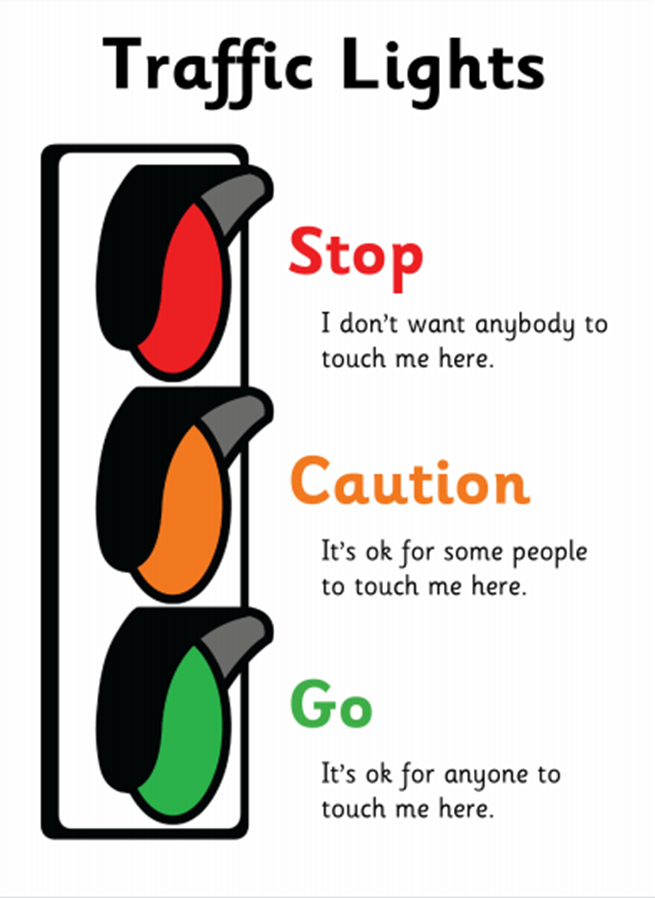 Traffic Lights
Stop
I don't want anybody to
touch me here.
Caution
It's ok for some people
to touch me here.
Go
It's ok for anyone to
touch me here.